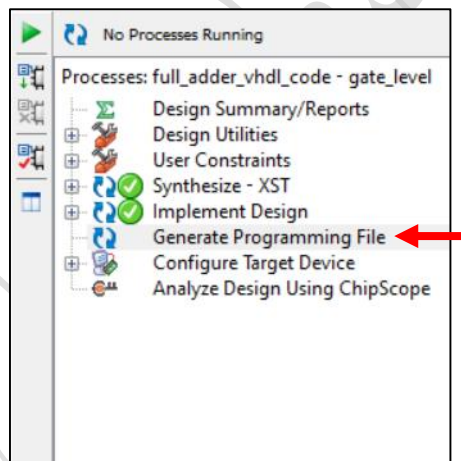 No Processes Running
Processes: full_adder_vhdl_code - gate_level
Design Summary/Reports
Design Utilities
User Constraints
Synthesize - XST
Implement Design
Generate Programming File
Configure Target Device
Analyze Design Using ChipScope